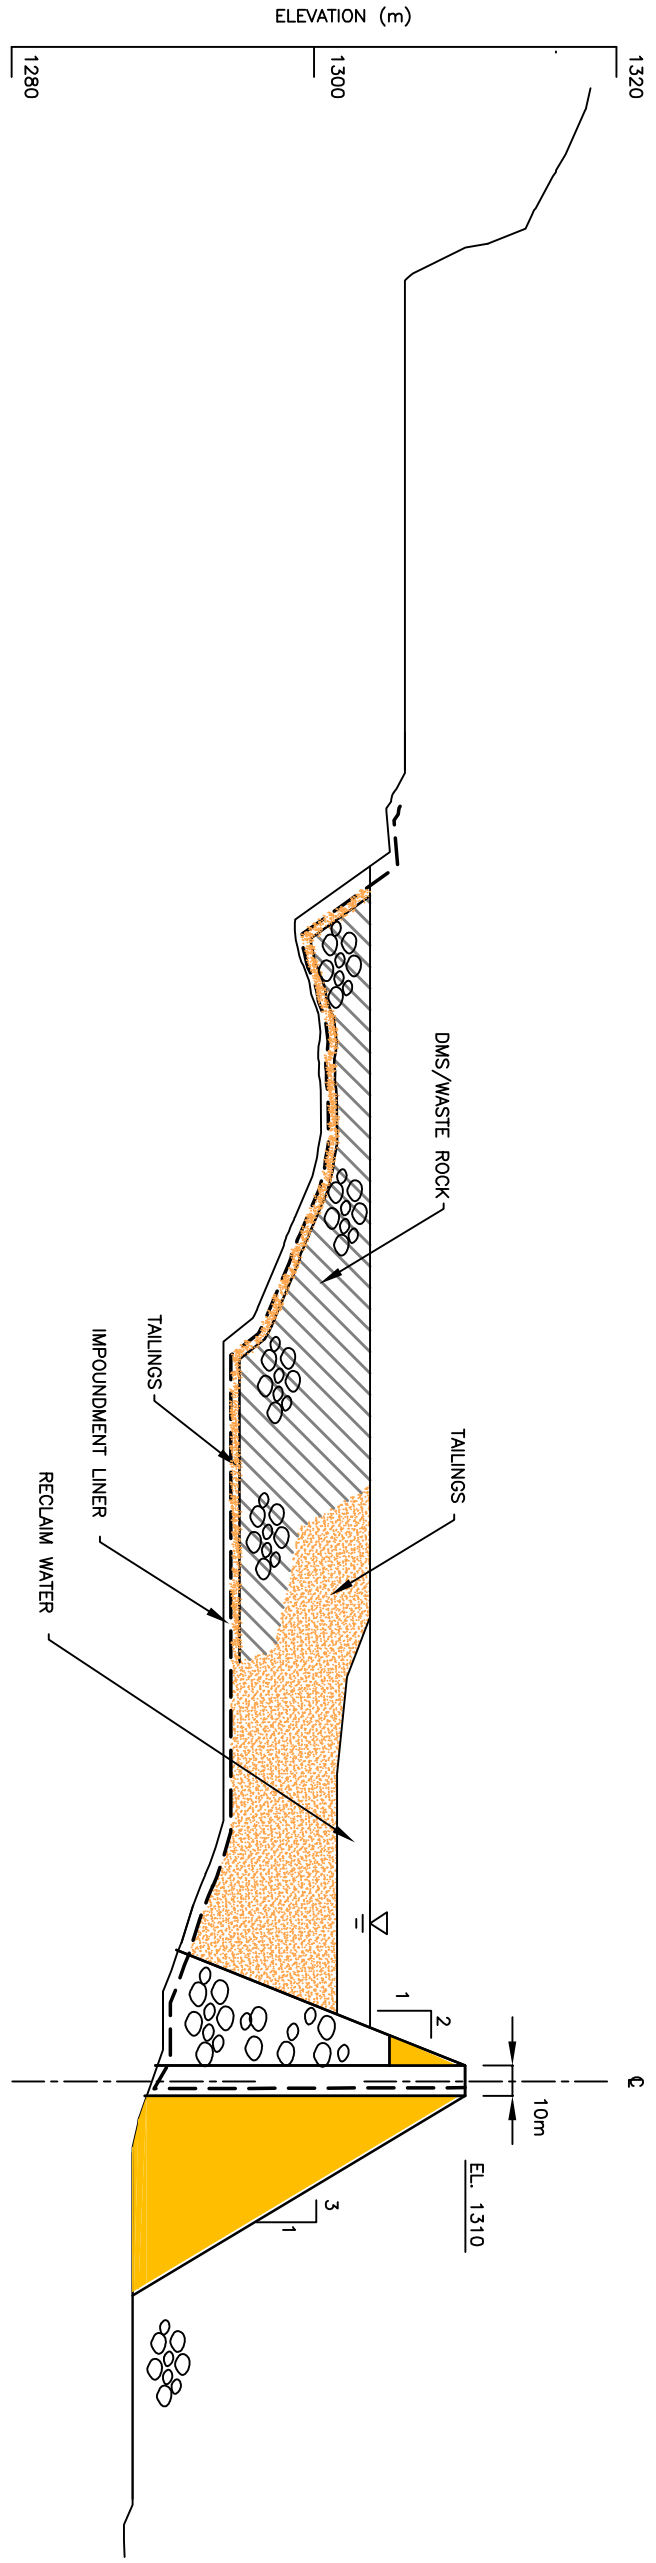 ELEVATION (m)
1280
1300
1320
DMS/WASTE ROCK
TAILINGS
TAILINGS
IMPOUNDMENT LINER
RECLAIM WATER
1
2
℄
10m
EL. 1310
3
1